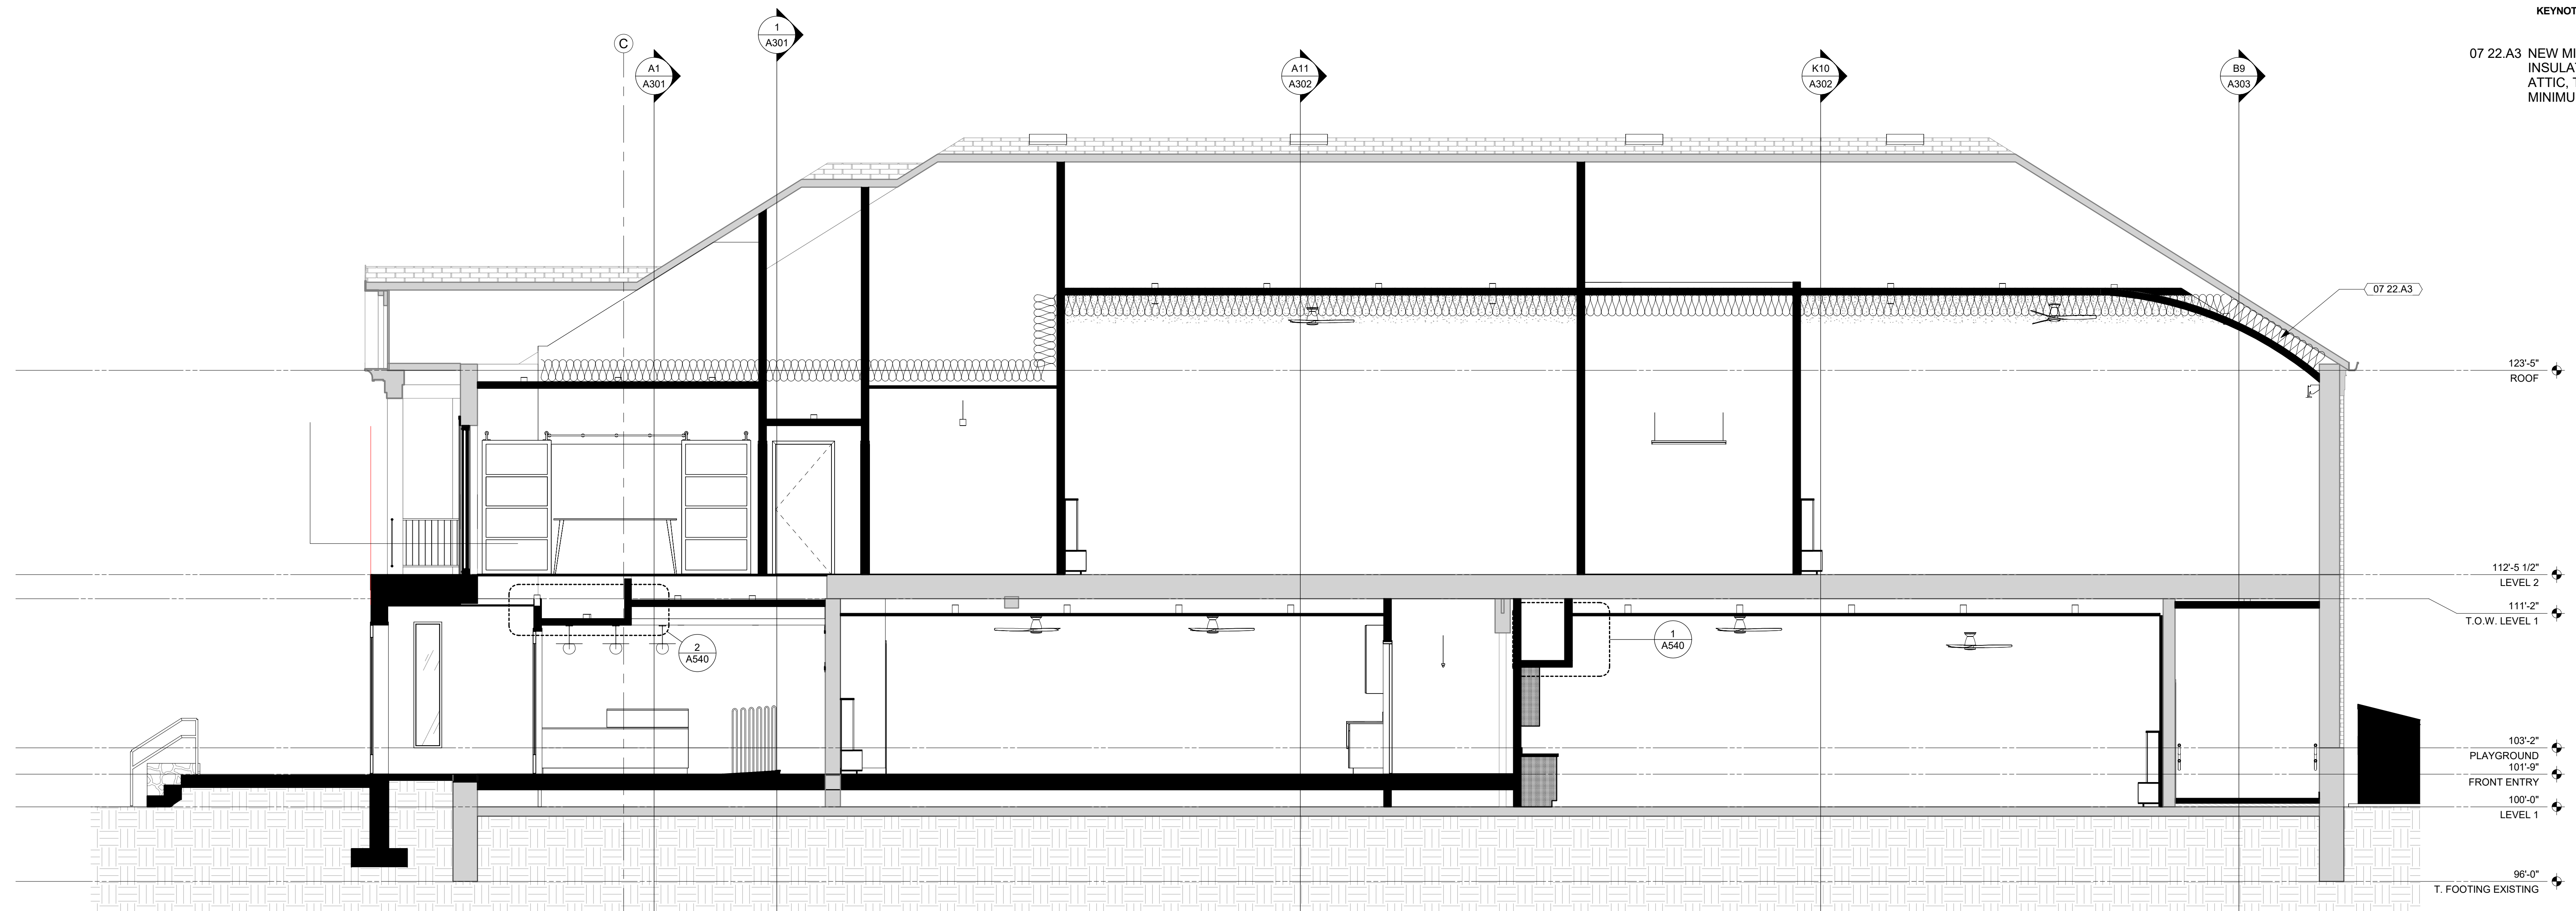 KEYNOT
07 22.A3 NEW MI
INSULAT
ATTIC, T
MINIMU
1
A301
C
A1
A301
A11
A302
K10
A302
B9
A303
07 22.A3
123'-5"
ROOF
112'-5 1/2"
LEVEL 2
111'-2"
T.O.W. LEVEL 1
2
A540
1
A540
103'-2"
PLAYGROUND
101'-9"
FRONT ENTRY
100'-0"
LEVEL 1
96'-0"
T. FOOTING EXISTING